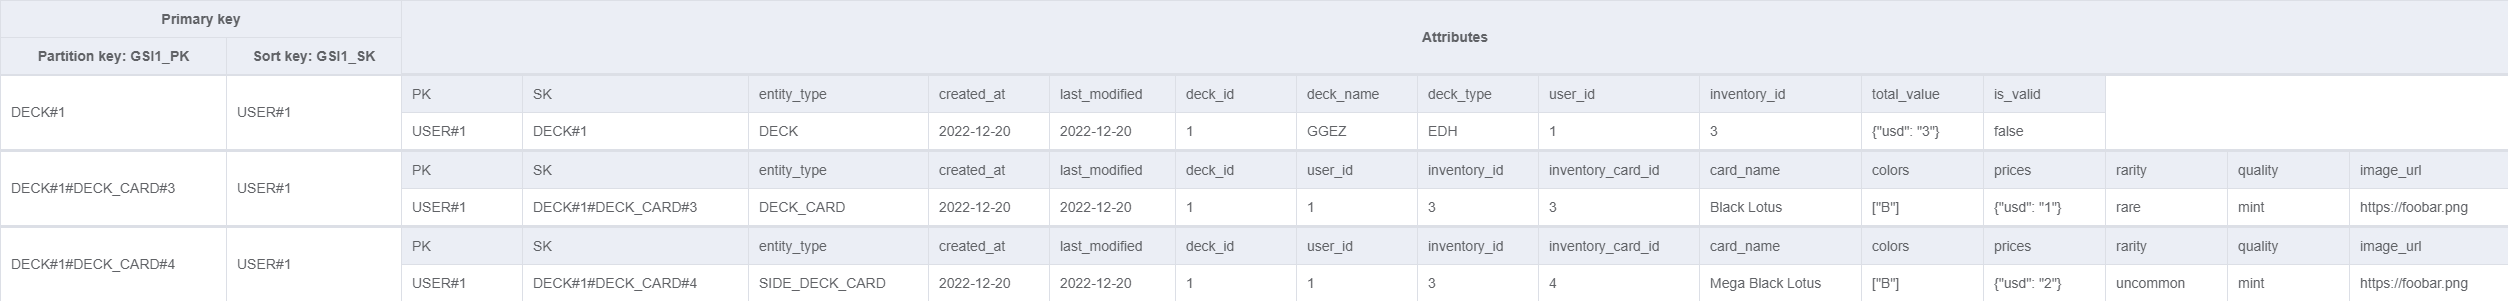 Primary key
Attributes
Partition key: GSI1_PK Sort key: GSI1_SK
PK SK entity_type created_at last_modified deck_id deck_name deck_type user_id inventory_id total_value is_valid
DECK#1 USER#1
USER#1 DECK#1 DECK 2022-12-20 2022-12-20 1 GGEZ EDH 1 3 {"usd": "3"} false
PK SK entity_type created_at last_modified deck_id user_id inventory_id inventory_card_id card_name colors prices rarity quality image_url
DECK#1#DECK_CARD#3 USER#1
USER#1 DECK#1#DECK_CARD#3 DECK_CARD 2022-12-20 2022-12-20 1 1 3 3 Black Lotus ["B"] {"usd": "1"} rare mint https://foobar.png
PK SK entity_type created_at last_modified deck_id user_id inventory_id inventory_card_id card_name colors prices rarity quality image_url
DECK#1#DECK_CARD#4 USER#1
USER#1 DECK#1#DECK_CARD#4 SIDE_DECK_CARD 2022-12-20 2022-12-20 1 1 3 4 Mega Black Lotus ["B"] {"usd": "2"} uncommon mint https://foobar.png